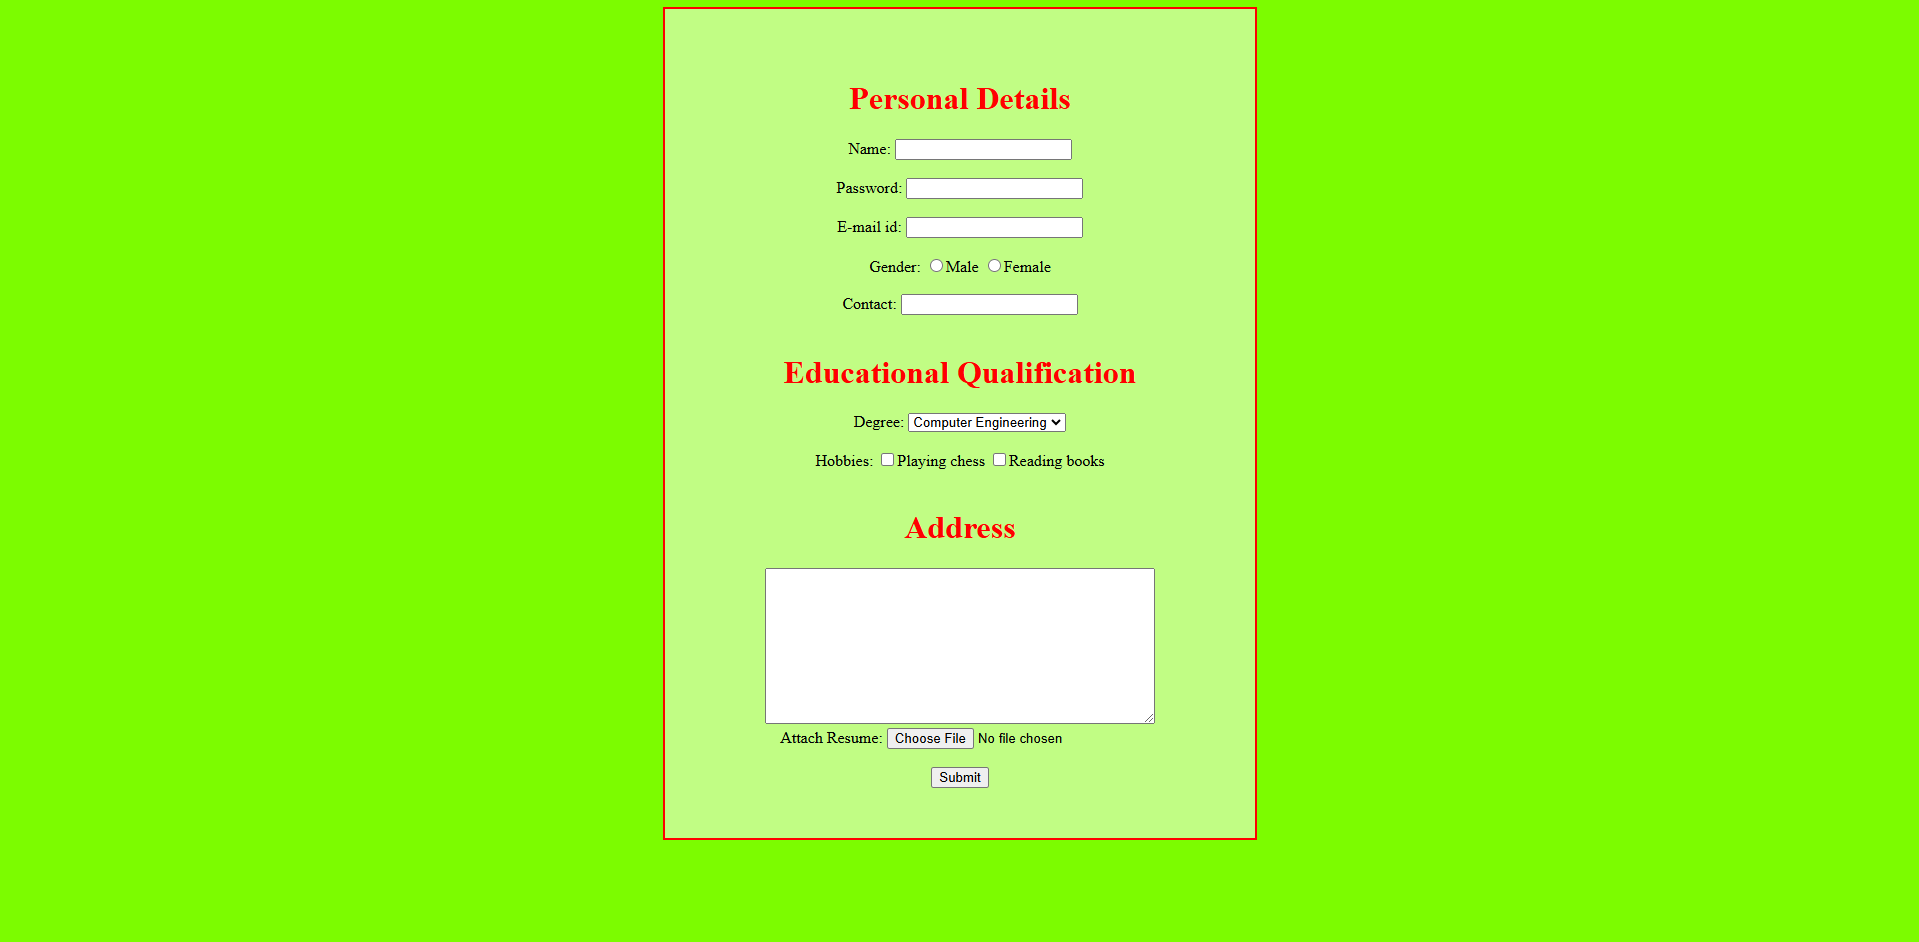 Personal Details
Name:
Password:
E-mail id:
Gender: Male Female
Contact:
Educational Qualification
Degree: Computer Engineering
Hobbies: Playing chess Reading books
Address
Attach Resume: Choose File No file chosen
Submit